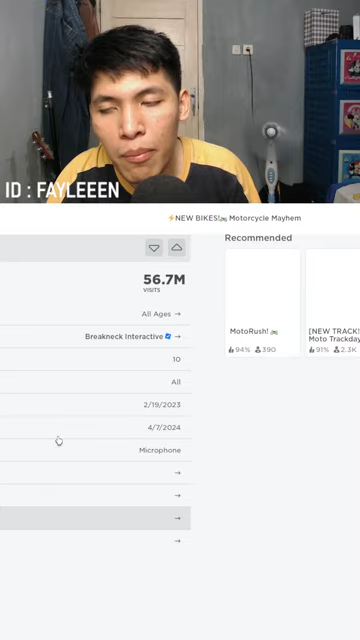 ID : FAYLEEEN
⚡NEW BIKES!🏍 Motorcycle Mayhem
Recommended
56.7M
VISITS
All Ages →
Breakneck Interactive →
10
All
2/19/2023
4/7/2024
Microphone
→
→
→
→
MotoRush! 🏍
94% 390
[NEW TRACK!
Moto Trackday
91% 2.3K